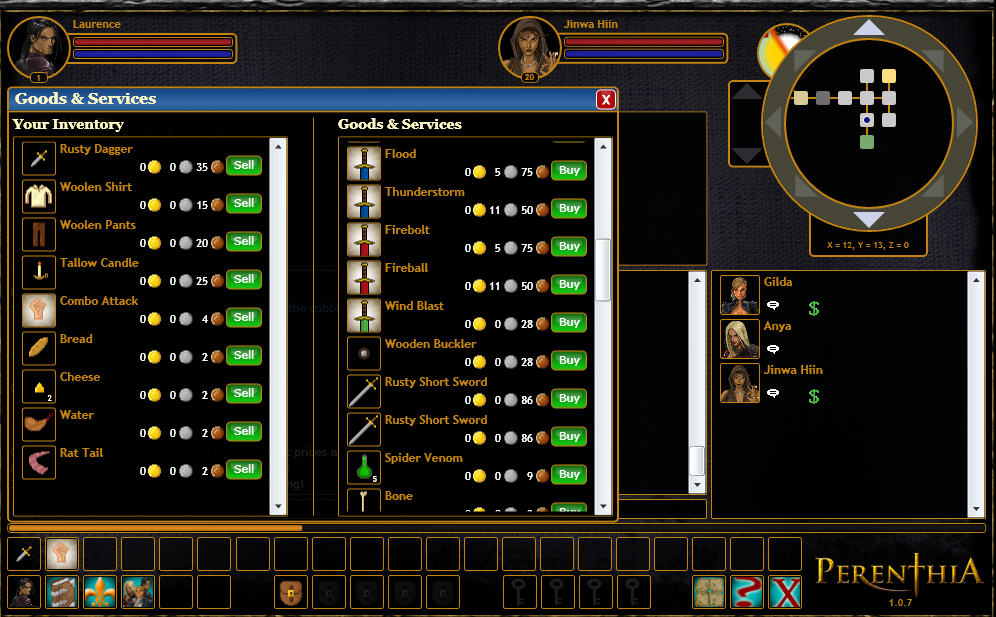 Laurence
1
Jinwa Hiin
20
Goods & Services
X
Your Inventory
Rusty Dagger
0 0 35 Sell
Woolen Shirt
0 0 15 Sell
Woolen Pants
0 0 20 Sell
Tallow Candle
0 0 25 Sell
Combo Attack
0 0 4 Sell
Bread
0 0 2 Sell
Cheese
2
0 0 2 Sell
Water
0 0 2 Sell
Rat Tail
0 0 2 Sell
Goods & Services
Flood
0 5 75 Buy
Thunderstorm
0 11 50 Buy
Firebolt
0 5 75 Buy
Fireball
0 11 50 Buy
Wind Blast
0 0 28 Buy
Wooden Buckler
0 0 28 Buy
Rusty Short Sword
0 0 86 Buy
Rusty Short Sword
0 0 86 Buy
Spider Venom
5
0 0 9 Buy
Bone
X = 12, Y = 13, Z = 0
Gilda
$
Anya
Jinwa Hiin
$
PERENTHIA
1.0.7